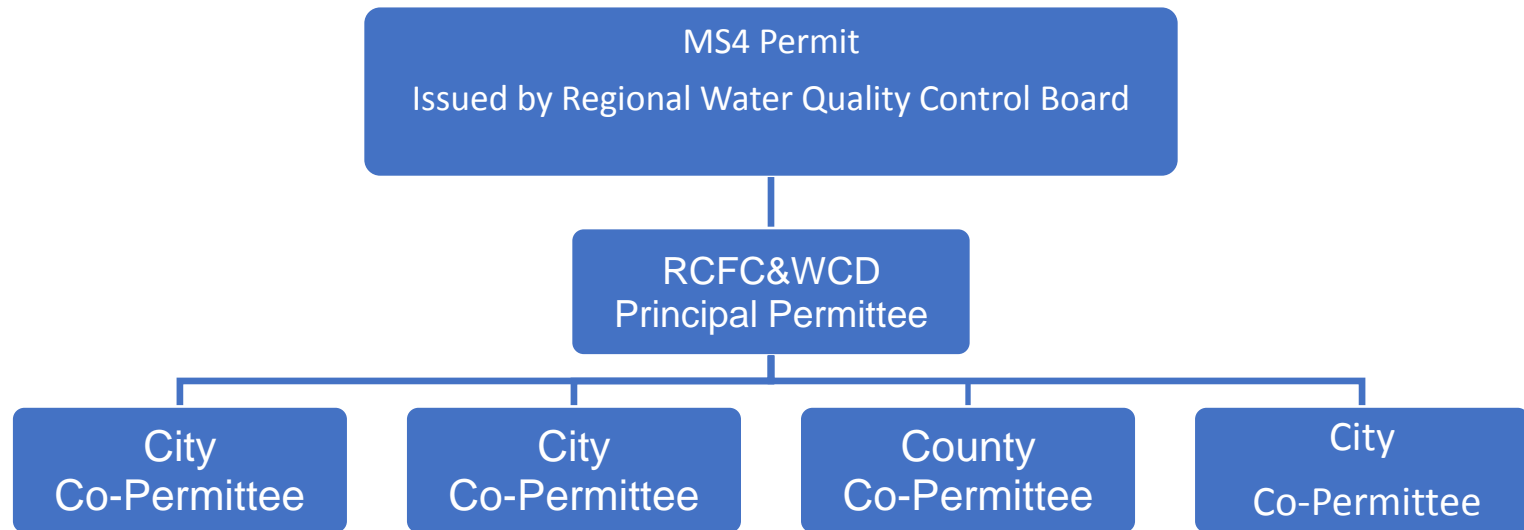 MS4 Permit
Issued by Regional Water Quality Control Board
RCFC&WCD
Principal Permittee
City
Co-Permittee
City
Co-Permittee
County
Co-Permittee
City
Co-Permittee